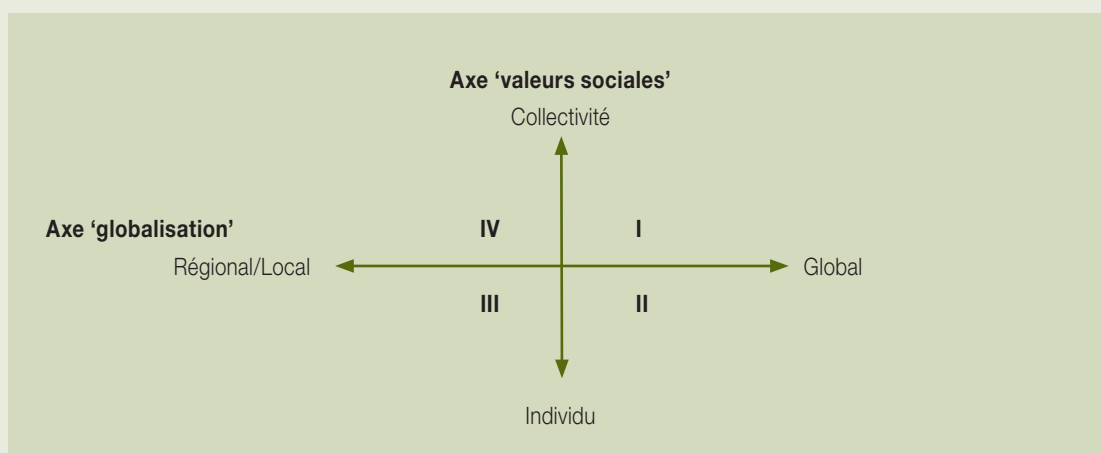 Axe ‘valeurs sociales’
Collectivité
Axe ‘globalisation’ IV I
Régional/Local Global
III II
Individu